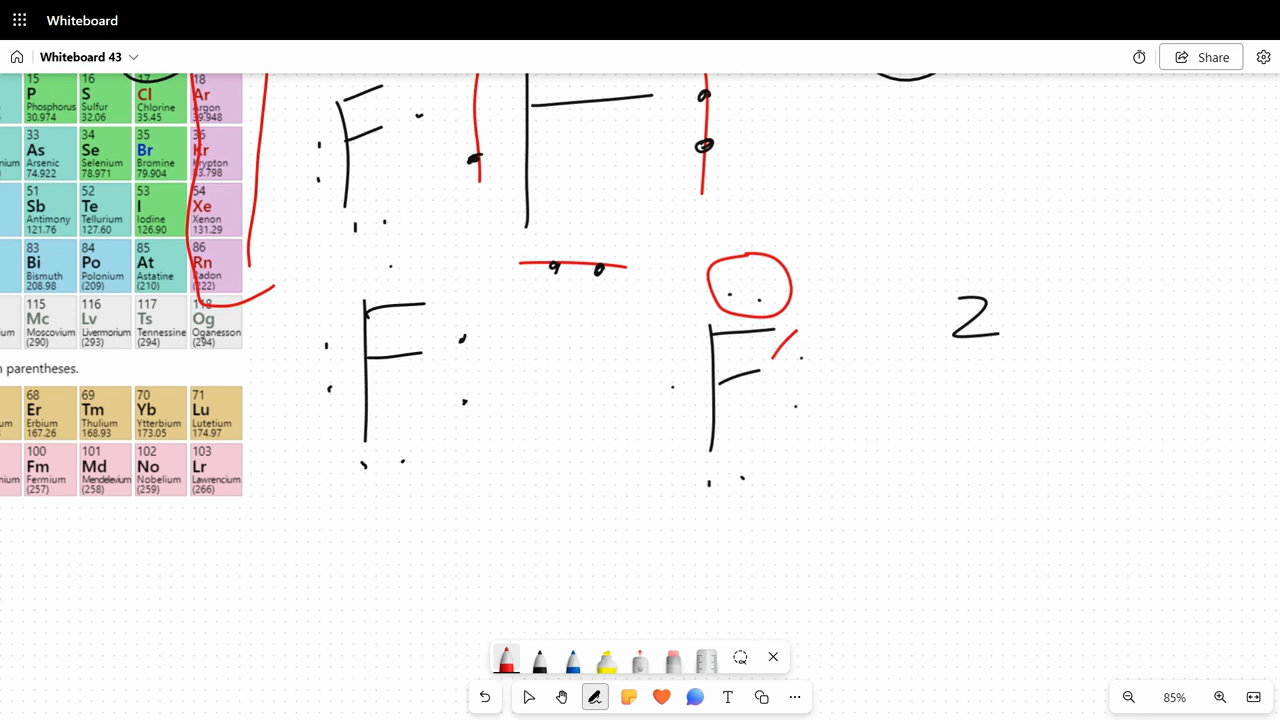 Whiteboard
Whiteboard 43
Share
15 16 17 18
P S Cl Ar
Phosphorus Sulfur Chlorine Argon
30.974 32.06 35.45 39.948
33 34 35 36
As Se Br Kr
Arsenic Selenium Bromine Krypton
74.922 78.971 79.904 83.798
51 52 53 54
Sb Te I Xe
Antimony Tellurium Iodine Xenon
121.76 127.60 126.90 131.29
83 84 85 86
Bi Po At Rn
Bismuth Polonium Astatine Radon
208.98 (209) (210) (222)
115 116 117 118
Mc Lv Ts Og
Moscovium Livermorium Tennessine Oganesson
(290) (293) (294) (294)
parentheses.
68 69 70 71
Er Tm Yb Lu
Erbium Thulium Ytterbium Lutetium
167.26 168.93 173.05 174.97
100 101 102 103
Fm Md No Lr
Fermium Mendelevium Nobelium Lawrencium
(257) (258) (259) (266)
F F
F F 2
85%